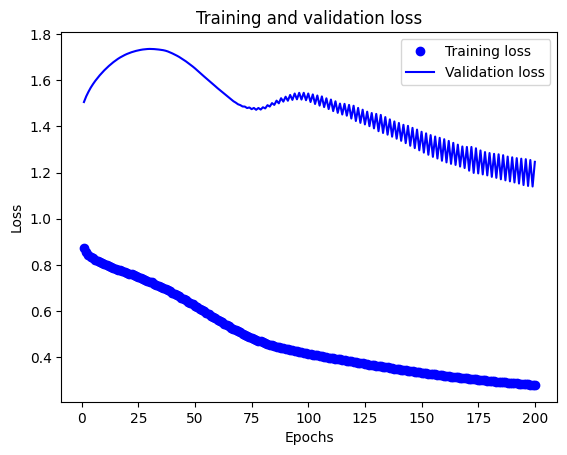 Training and validation loss
1.8
1.6
1.4
1.2
1.0
0.8
0.6
0.4
Loss
Training loss
Validation loss
0 25 50 75 100 125 150 175 200
Epochs